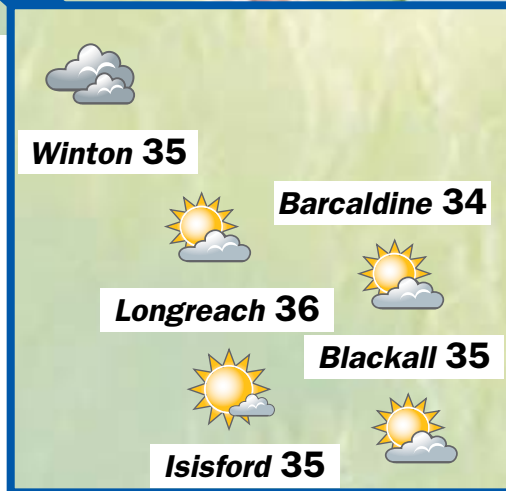 Winton 35
Barcaldine 34
Longreach 36
Blackall 35
Isisford 35